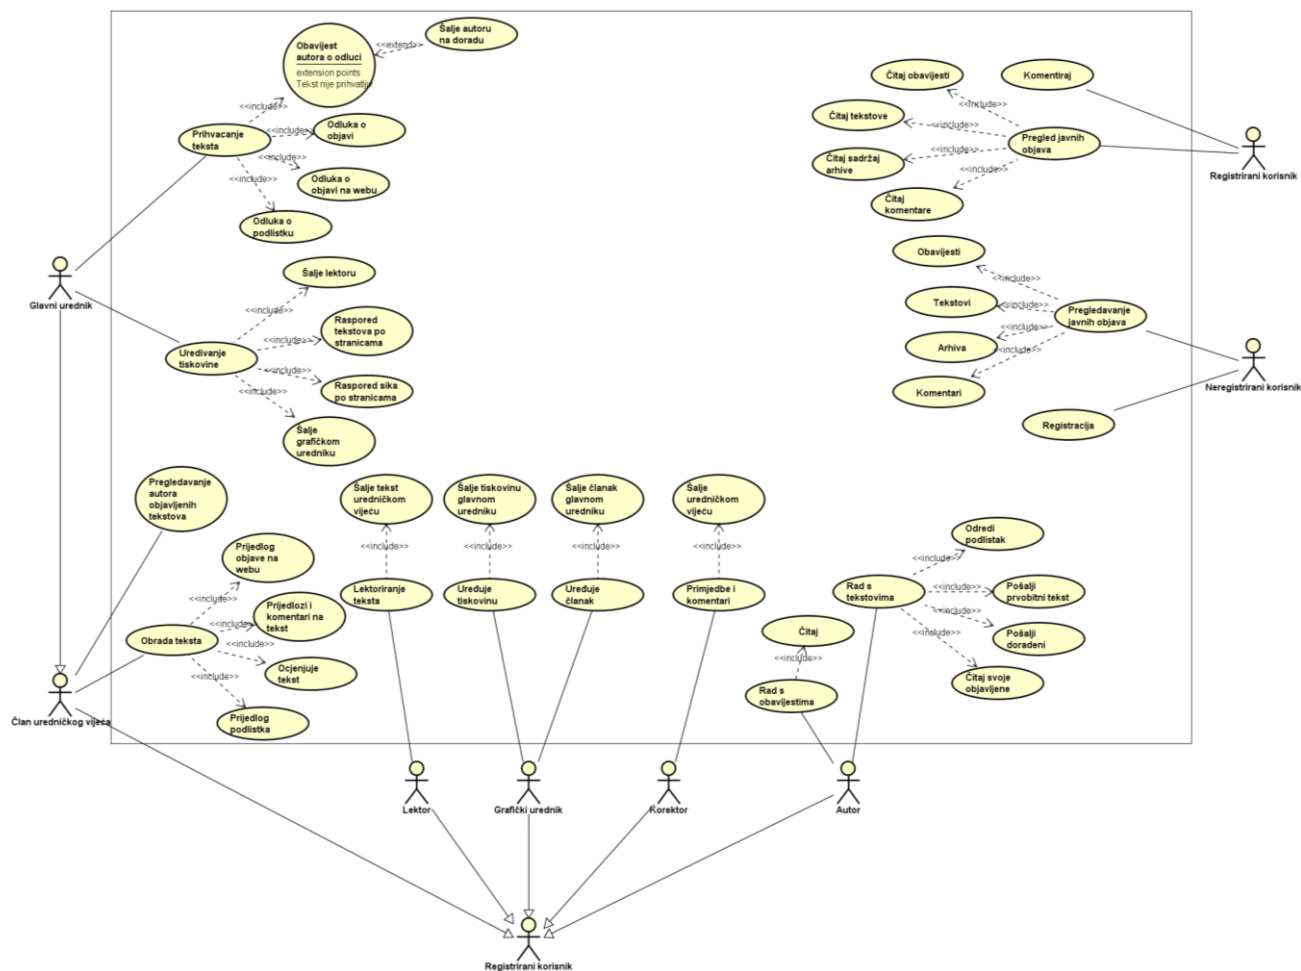 Obavijest
autora o odluci
extension points
Tekst nije prihvatljiv
<<extend>>
Šalje autoru
na doradu
<<include>>
Prihvacanje
teksta
<<include>>
Odluka o
objavi
<<include>>
Odluka o
objavi na webu
<<include>>
Odluka o
podlistku
Glavni urednik
Šalje lektoru
<<include>>
Raspored
tekstova po
stranicama
<<include>>
Uredivanje
tiskovine
<<include>>
Raspored sika
po stranicama
<<include>>
Šalje
grafičkom
uredniku
Čitaj obavijesti
Komentiraj
<<include>>
Čitaj tekstove
<<include>>
Pregled javnih
objava
<<include>>
Čitaj sadržaj
arhive
<<include>>
Čitaj
komentare
Registrirani korisnik
Obavijesti
<<include>>
Tekstovi
<<include>>
Pregledavanje
javnih objava
<<include>>
Arhiva
<<include>>
Komentari
Neregistrirani korisnik
Registracija
Pregledavanje
autora
objavljenih
tekstova
Prijedlog
objave na
webu
<<include>>
Prijedlozi i
komentari na
tekst
<<include>>
Obrada teksta
<<include>>
Ocjenjuje
tekst
<<include>>
Prijedlog
podlistka
Član uredničkog vijeća
Šalje tekst
uredničkom
vijeću
<<include>>
Lektoriranje
teksta
Šalje tiskovinu
glavnom
uredniku
<<include>>
Ureduje
tiskovinu
Šalje članak
glavnom
uredniku
<<include>>
Ureduje
članak
Šalje
uredničkom
vijeću
<<include>>
Primjedbe i
komentari
Odredi
podlistak
<<include>>
Rad s
tekstovima
<<include>>
Pošalji
prvobitni tekst
<<include>>
Pošalji
doradeni
<<include>>
Čitaj svoje
objavljene
Čitaj
<<include>>
Rad s
obavijestima
Lektor
Grafički urednik
Korektor
Autor
Registrirani korisnik